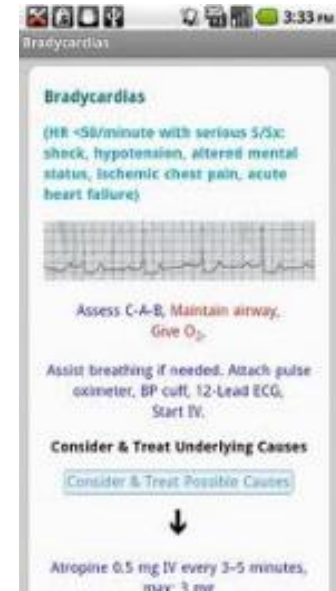 3:33 PM
Bradycardias
Bradycardias
(HR <50/minute with serious S/Sx:
shock, hypotension, altered mental
status, ischemic chest pain, acute
heart failure)
Assess C-A-B, Maintain airway,
Give O₂.
Assist breathing if needed. Attach pulse
oximeter, BP cuff, 12-Lead ECG,
Start IV.
Consider & Treat Underlying Causes
Consider & Treat Possible Causes
Atropine 0.5 mg IV every 3–5 minutes,
max: 3 mg